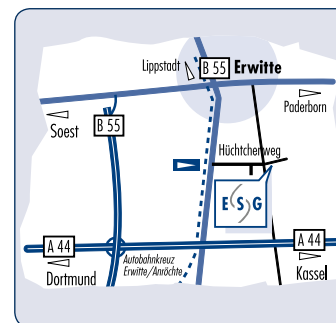 Lippstadt
B 55
Erwitte
Paderborn
Soest
B 55
Hüchtchenweg
E S G
A 44
A 44
Autobahnkreuz
Erwitte/Anröchte
Dortmund
Kassel